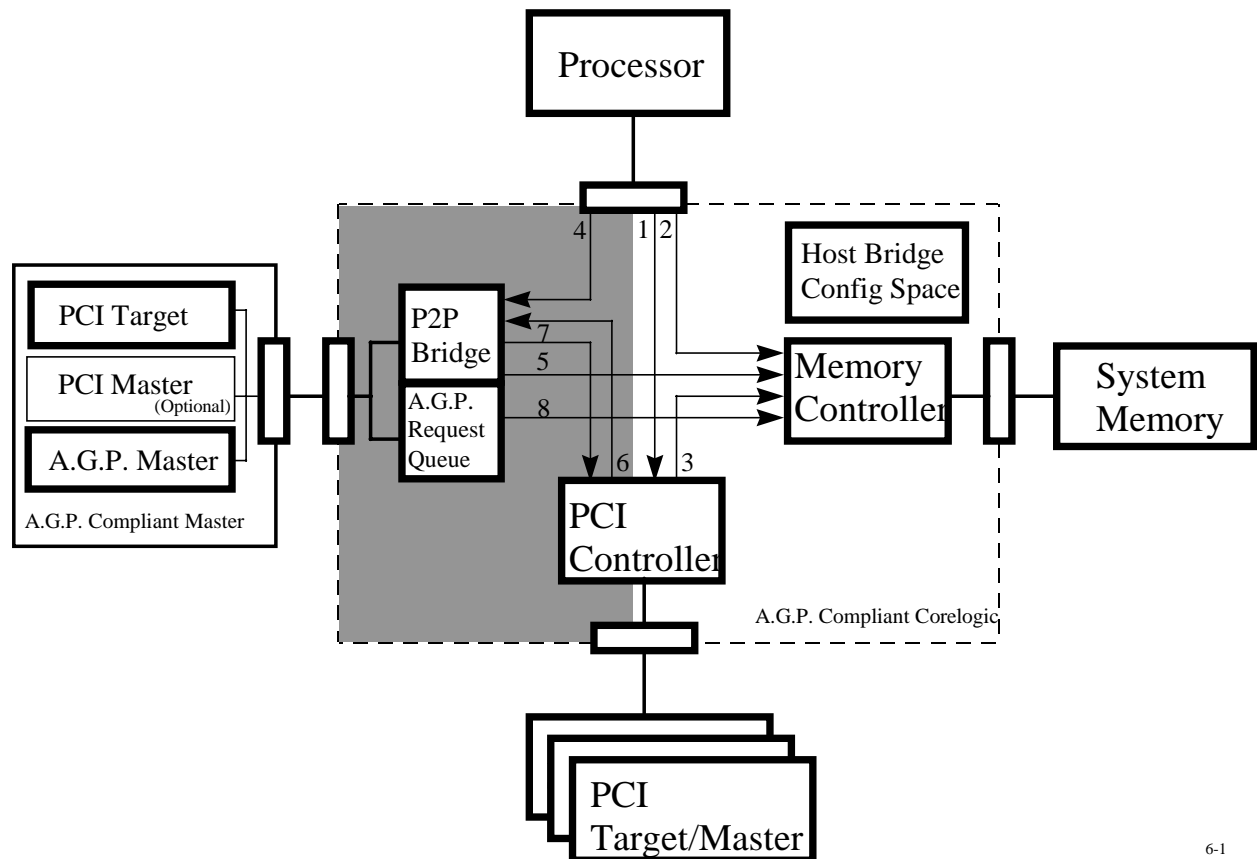 Processor
4
1
2
Host Bridge
Config Space
PCI Target
PCI Master
(Optional)
A.G.P. Master
A.G.P. Compliant Master
P2P
Bridge
7
5
A.G.P.
Request
Queue
8
6
3
Memory
Controller
System
Memory
PCI
Controller
A.G.P. Compliant Corelogic
PCI
Target/Master
6-1